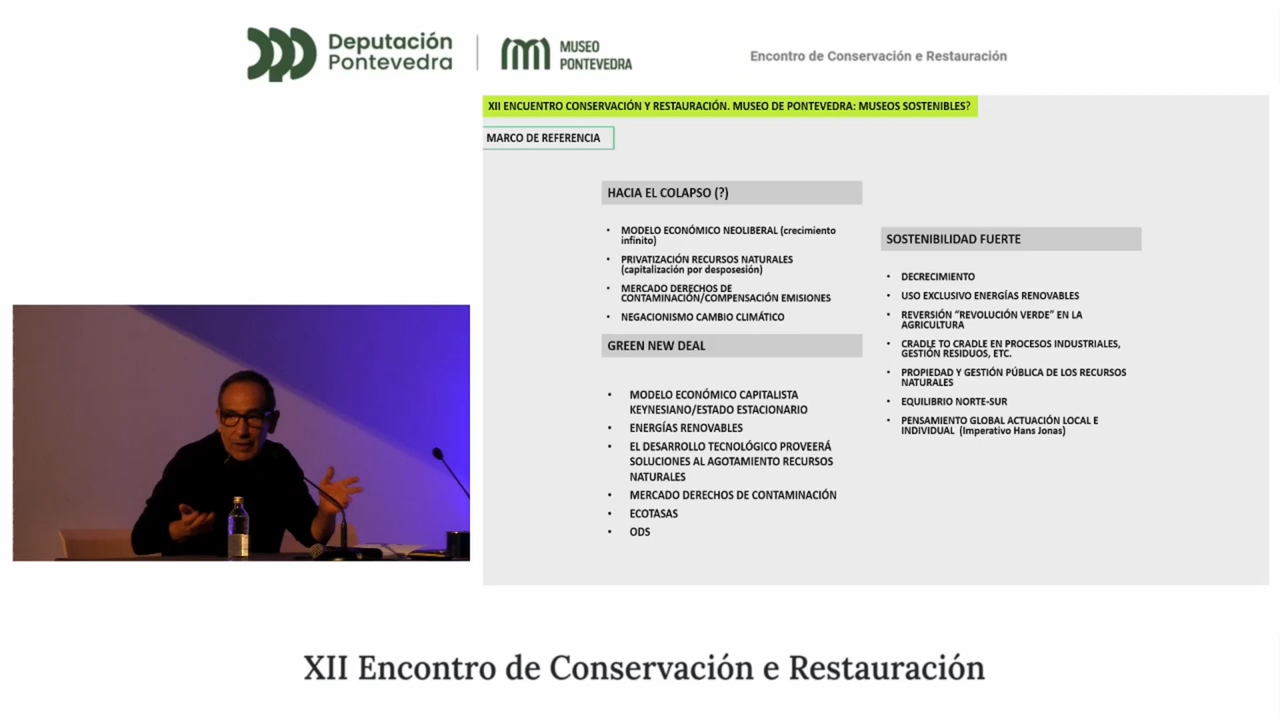 Deputación
Pontevedra
MUSEO
PONTEVEDRA
Encontro de Conservación e Restauración
XII ENCUENTRO CONSERVACIÓN Y RESTAURACIÓN. MUSEO DE PONTEVEDRA: MUSEOS SOSTENIBLES?
MARCO DE REFERENCIA
HACIA EL COLAPSO (?)
• MODELO ECONÓMICO NEOLIBERAL (crecimiento
infinito)
• PRIVATIZACIÓN RECURSOS NATURALES
(capitalización por desposesión)
• MERCADO DERECHOS DE
CONTAMINACIÓN/COMPENSACIÓN EMISIONES
• NEGACIONISMO CAMBIO CLIMÁTICO
GREEN NEW DEAL
• MODELO ECONÓMICO CAPITALISTA
KEYNESIANO/ESTADO ESTACIONARIO
• ENERGÍAS RENOVABLES
• EL DESARROLLO TECNOLÓGICO PROVEERÁ
SOLUCIONES AL AGOTAMIENTO RECURSOS
NATURALES
• MERCADO DERECHOS DE CONTAMINACIÓN
• ECOTASAS
• ODS
SOSTENIBILIDAD FUERTE
• DECRECIMIENTO
• USO EXCLUSIVO ENERGÍAS RENOVABLES
• REVERSIÓN “REVOLUCIÓN VERDE” EN LA
AGRICULTURA
• CRADLE TO CRADLE EN PROCESOS INDUSTRIALES,
GESTIÓN RESIDUOS, ETC.
• PROPIEDAD Y GESTIÓN PÚBLICA DE LOS RECURSOS
NATURALES
• EQUILIBRIO NORTE-SUR
• PENSAMIENTO GLOBAL ACTUACIÓN LOCAL E
INDIVIDUAL (Imperativo Hans Jonas)
XII Encontro de Conservación e Restauración